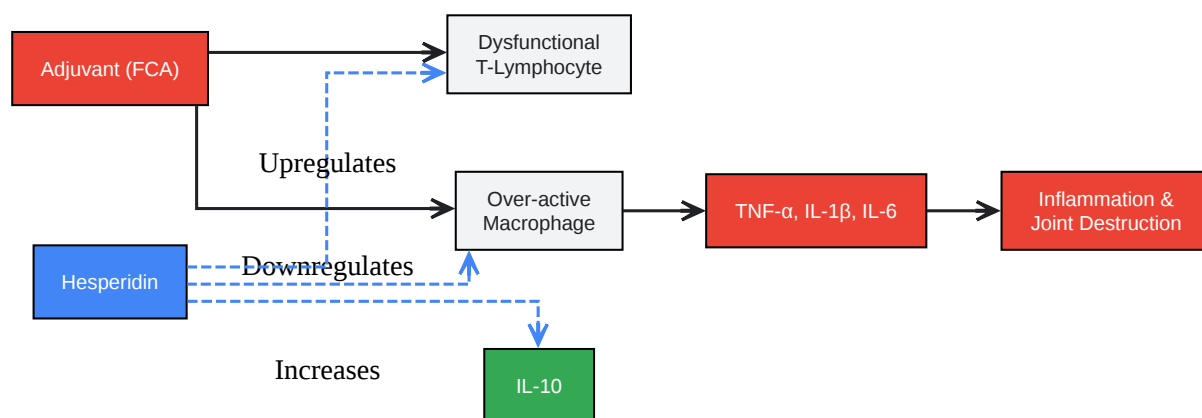 Dysfunctional
T-Lymphocyte
Adjuvant (FCA)
Upregulates
Over-active
Macrophage
TNF-α, IL-1β, IL-6
Inflammation &
Joint Destruction
Hesperidin
Downregulates
Increases
IL-10